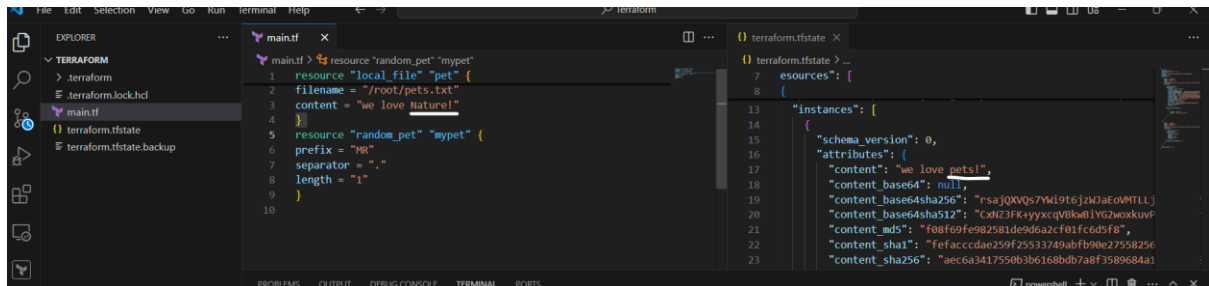 File Edit Selection View Go Run Terminal Help
Terraform
EXPLORER
TERRAFORM
.terraform
.terraform.lock.hcl
main.tf
terraform.tfstate
terraform.tfstate.backup
main.tf
main.tf > resource "random_pet" "mypet"
1 resource "local_file" "pet" {
2 filename = "/root/pets.txt"
3 content = "we love Nature!"
4 }
5 resource "random_pet" "mypet" {
6 prefix = "MR"
7 separator = "."
8 length = "1"
9 }
10
terraform.tfstate
terraform.tfstate > ...
7 esources": [
8 {
13 "instances": [
14 {
15 "schema_version": 0,
16 "attributes": {
17 "content": "we love pets!",
18 "content_base64": null,
19 "content_base64sha256":
20 "content_base64sha512":
21 "content_md5": "f08f69fe982581de9d6a2cf01fc6d5f8",
22 "content_sha1": "fefacccdae259f25533749abfb90e27558256
23 "content_sha256": "aec6a3417550b3b6168bdb7a8f3589684a1
PROBLEMS OUTPUT DEBUG CONSOLE TERMINAL PORTS
powershell